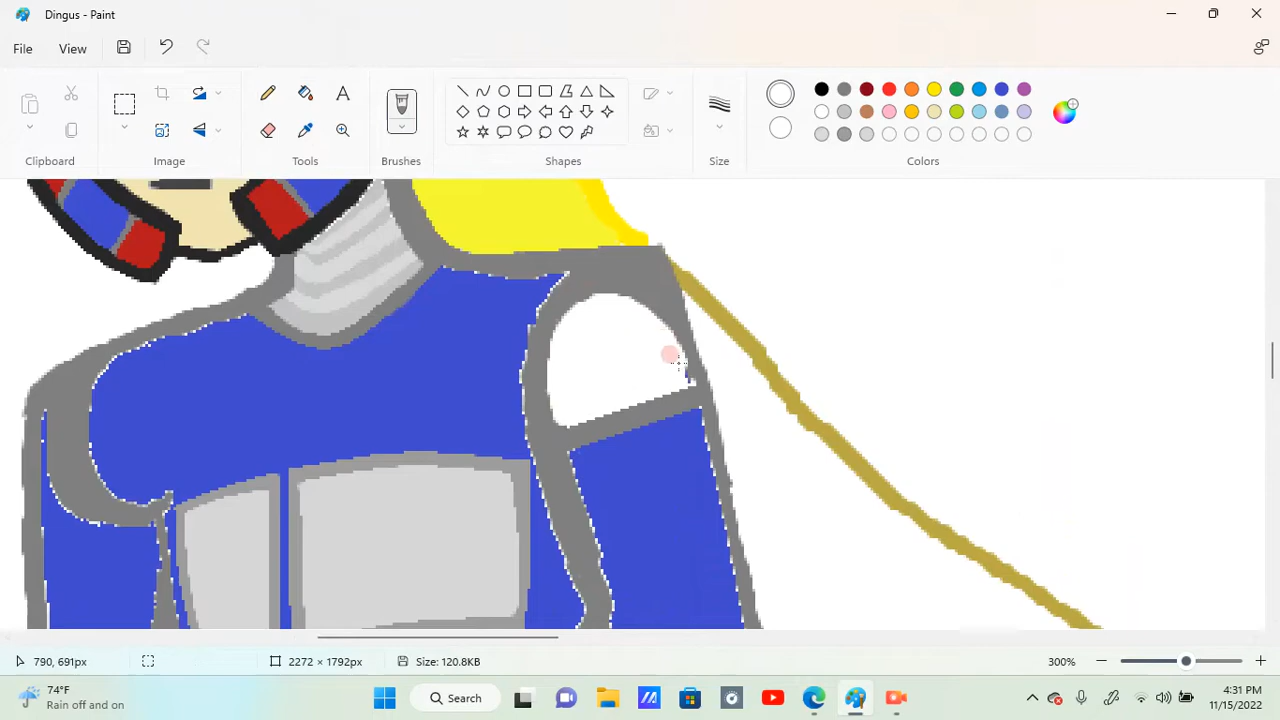 Dingus - Paint
File View
Clipboard Image Tools Brushes Shapes Size Colors
790, 691px 2272 × 1792px Size: 120.8KB 300%
74°F
Rain off and on
Search
4:31 PM
11/15/2022